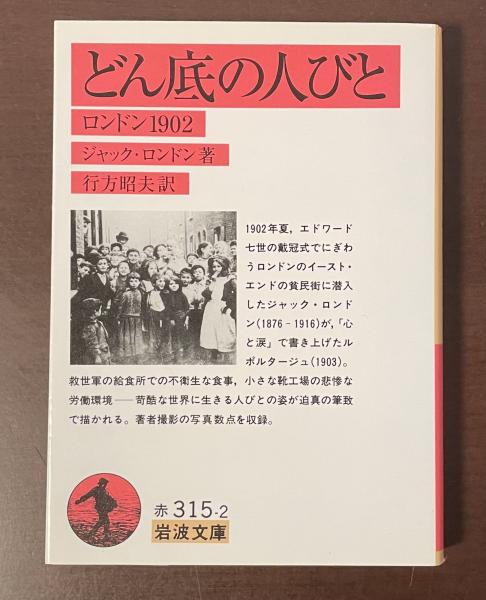 どん底の人びと
ロンドン1902
ジャック・ロンドン著
行方昭夫訳
1902年夏，エドワード
七世の戴冠式でにぎわ
うロンドンのイースト・
エンドの貧民街に潜入
したジャック・ロンド
ン(1876－1916)が，「心
と涙」で書き上げたル
ポルタージュ(1903)。
救世軍の給食所での不衛生な食事，小さな靴工場の悲惨な
労働環境――苛酷な世界に生きる人びとの姿が迫真の筆致
で描かれる。著者撮影の写真数点を収録。
赤315-2
岩波文庫